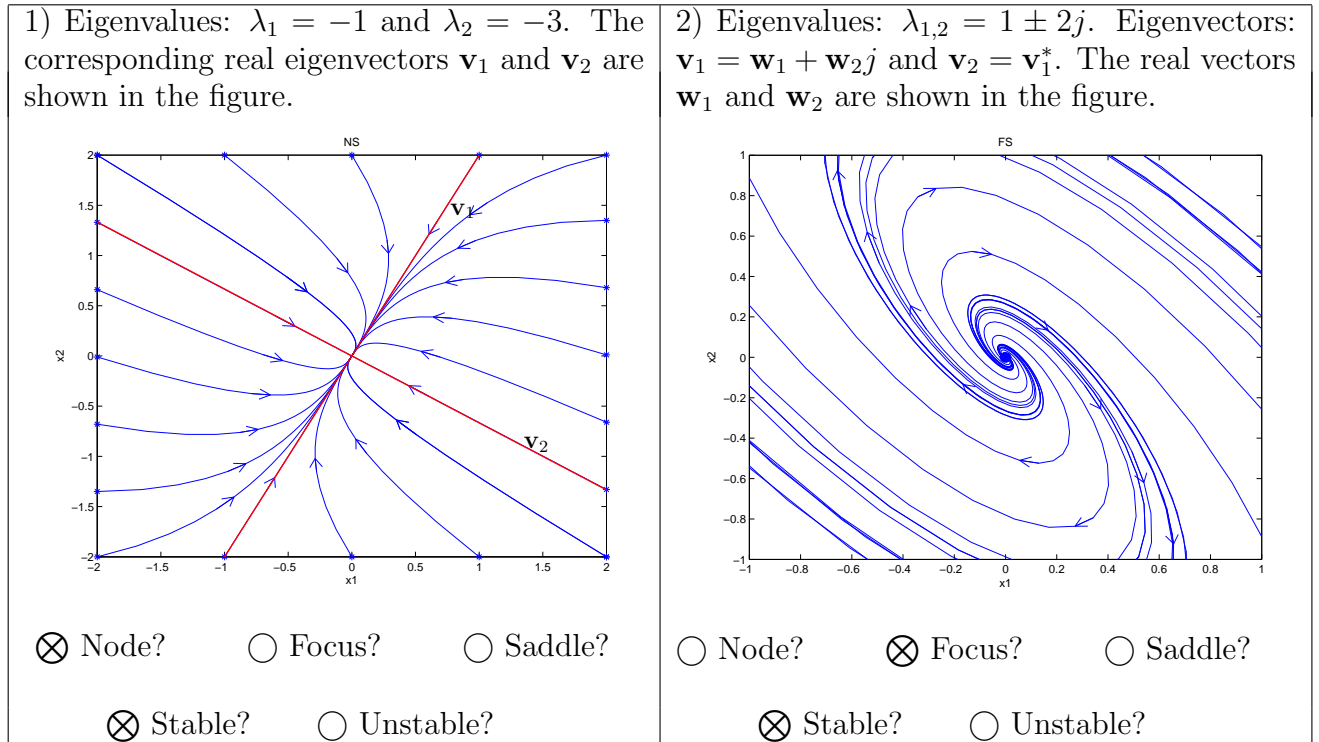 1) Eigenvalues: λ₁ = −1 and λ₂ = −3. The
corresponding real eigenvectors v₁ and v₂ are
shown in the figure.
NS
2
1.5
1
0.5
0
−0.5
−1
−1.5
−2
x2
v₁
v₂
−2 −1.5 −1 −0.5 0 0.5 1 1.5 2
x1
⊗ Node? ○ Focus? ○ Saddle?
⊗ Stable? ○ Unstable?
2) Eigenvalues: λ₁,₂ = 1 ± 2j. Eigenvectors:
v₁ = w₁ + w₂j and v₂ = v₁*. The real vectors
w₁ and w₂ are shown in the figure.
FS
1
0.8
0.6
0.4
0.2
0
−0.2
−0.4
−0.6
−0.8
−1
x2
−1 −0.8 −0.6 −0.4 −0.2 0 0.2 0.4 0.6 0.8 1
x1
○ Node? ⊗ Focus? ○ Saddle?
⊗ Stable? ○ Unstable?